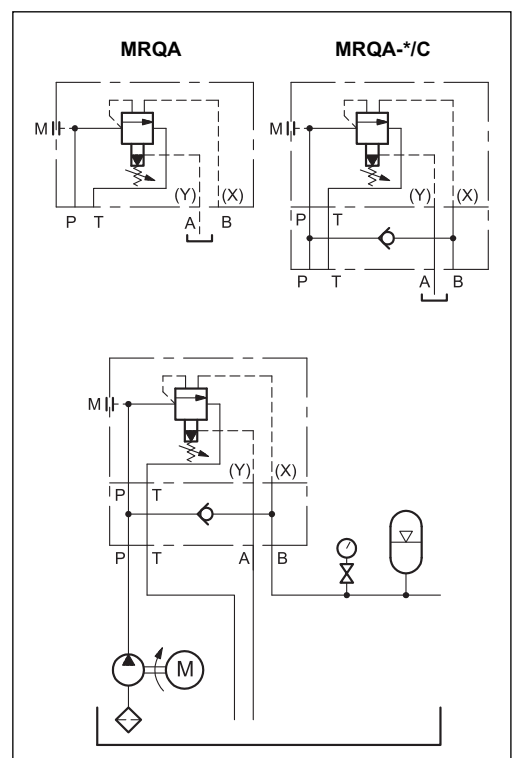 MRQA MRQA-*/C
M M
(Y) (X) (Y) (X)
P T A B P T
P T A B
M
(Y) (X)
P T
P T A B
M